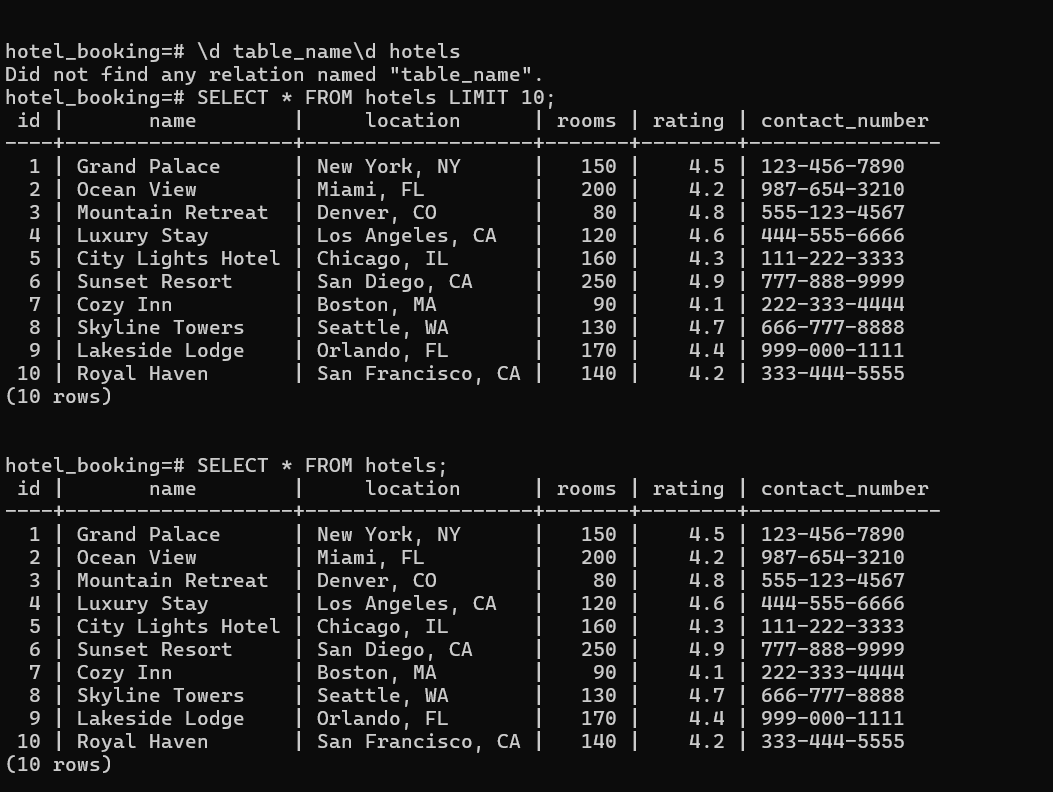 hotel_booking=# \d table_name\d hotels
Did not find any relation named "table_name".
hotel_booking=# SELECT * FROM hotels LIMIT 10;
 id |       name        |     location      | rooms | rating | contact_number
----+-------------------+-------------------+-------+--------+----------------
  1 | Grand Palace      | New York, NY      |   150 |    4.5 | 123-456-7890
  2 | Ocean View        | Miami, FL         |   200 |    4.2 | 987-654-3210
  3 | Mountain Retreat  | Denver, CO        |    80 |    4.8 | 555-123-4567
  4 | Luxury Stay       | Los Angeles, CA   |   120 |    4.6 | 444-555-6666
  5 | City Lights Hotel | Chicago, IL       |   160 |    4.3 | 111-222-3333
  6 | Sunset Resort     | San Diego, CA     |   250 |    4.9 | 777-888-9999
  7 | Cozy Inn          | Boston, MA        |    90 |    4.1 | 222-333-4444
  8 | Skyline Towers    | Seattle, WA       |   130 |    4.7 | 666-777-8888
  9 | Lakeside Lodge    | Orlando, FL       |   170 |    4.4 | 999-000-1111
 10 | Royal Haven       | San Francisco, CA |   140 |    4.2 | 333-444-5555
(10 rows)
hotel_booking=# SELECT * FROM hotels;
 id |       name        |     location      | rooms | rating | contact_number
----+-------------------+-------------------+-------+--------+----------------
  1 | Grand Palace      | New York, NY      |   150 |    4.5 | 123-456-7890
  2 | Ocean View        | Miami, FL         |   200 |    4.2 | 987-654-3210
  3 | Mountain Retreat  | Denver, CO        |    80 |    4.8 | 555-123-4567
  4 | Luxury Stay       | Los Angeles, CA   |   120 |    4.6 | 444-555-6666
  5 | City Lights Hotel | Chicago, IL       |   160 |    4.3 | 111-222-3333
  6 | Sunset Resort     | San Diego, CA     |   250 |    4.9 | 777-888-9999
  7 | Cozy Inn          | Boston, MA        |    90 |    4.1 | 222-333-4444
  8 | Skyline Towers    | Seattle, WA       |   130 |    4.7 | 666-777-8888
  9 | Lakeside Lodge    | Orlando, FL       |   170 |    4.4 | 999-000-1111
 10 | Royal Haven       | San Francisco, CA |   140 |    4.2 | 333-444-5555
(10 rows)